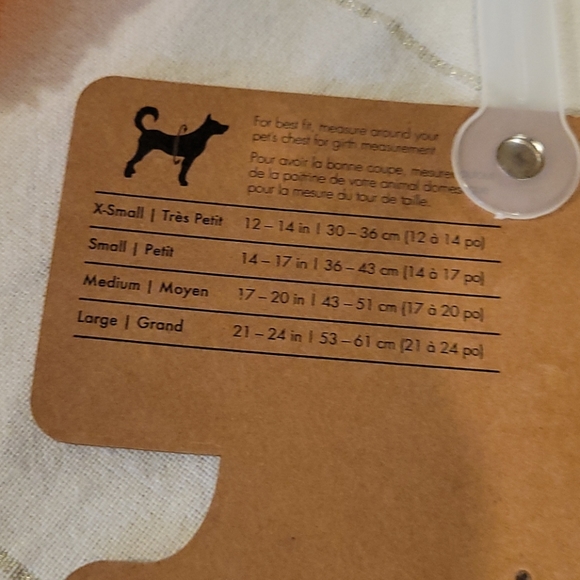 For best fit, measure around your
pet's chest for girth measurement.
Pour avoir la bonne coupe, mesurez
de la poitrine de votre animal domes
pour la mesure du tour de taille.
X-Small | Très Petit 12 – 14 in | 30 – 36 cm (12 à 14 po)
Small | Petit 14 – 17 in | 36 – 43 cm (14 à 17 po)
Medium | Moyen 17 – 20 in | 43 – 51 cm (17 à 20 po)
Large | Grand 21 – 24 in | 53 – 61 cm (21 à 24 po)